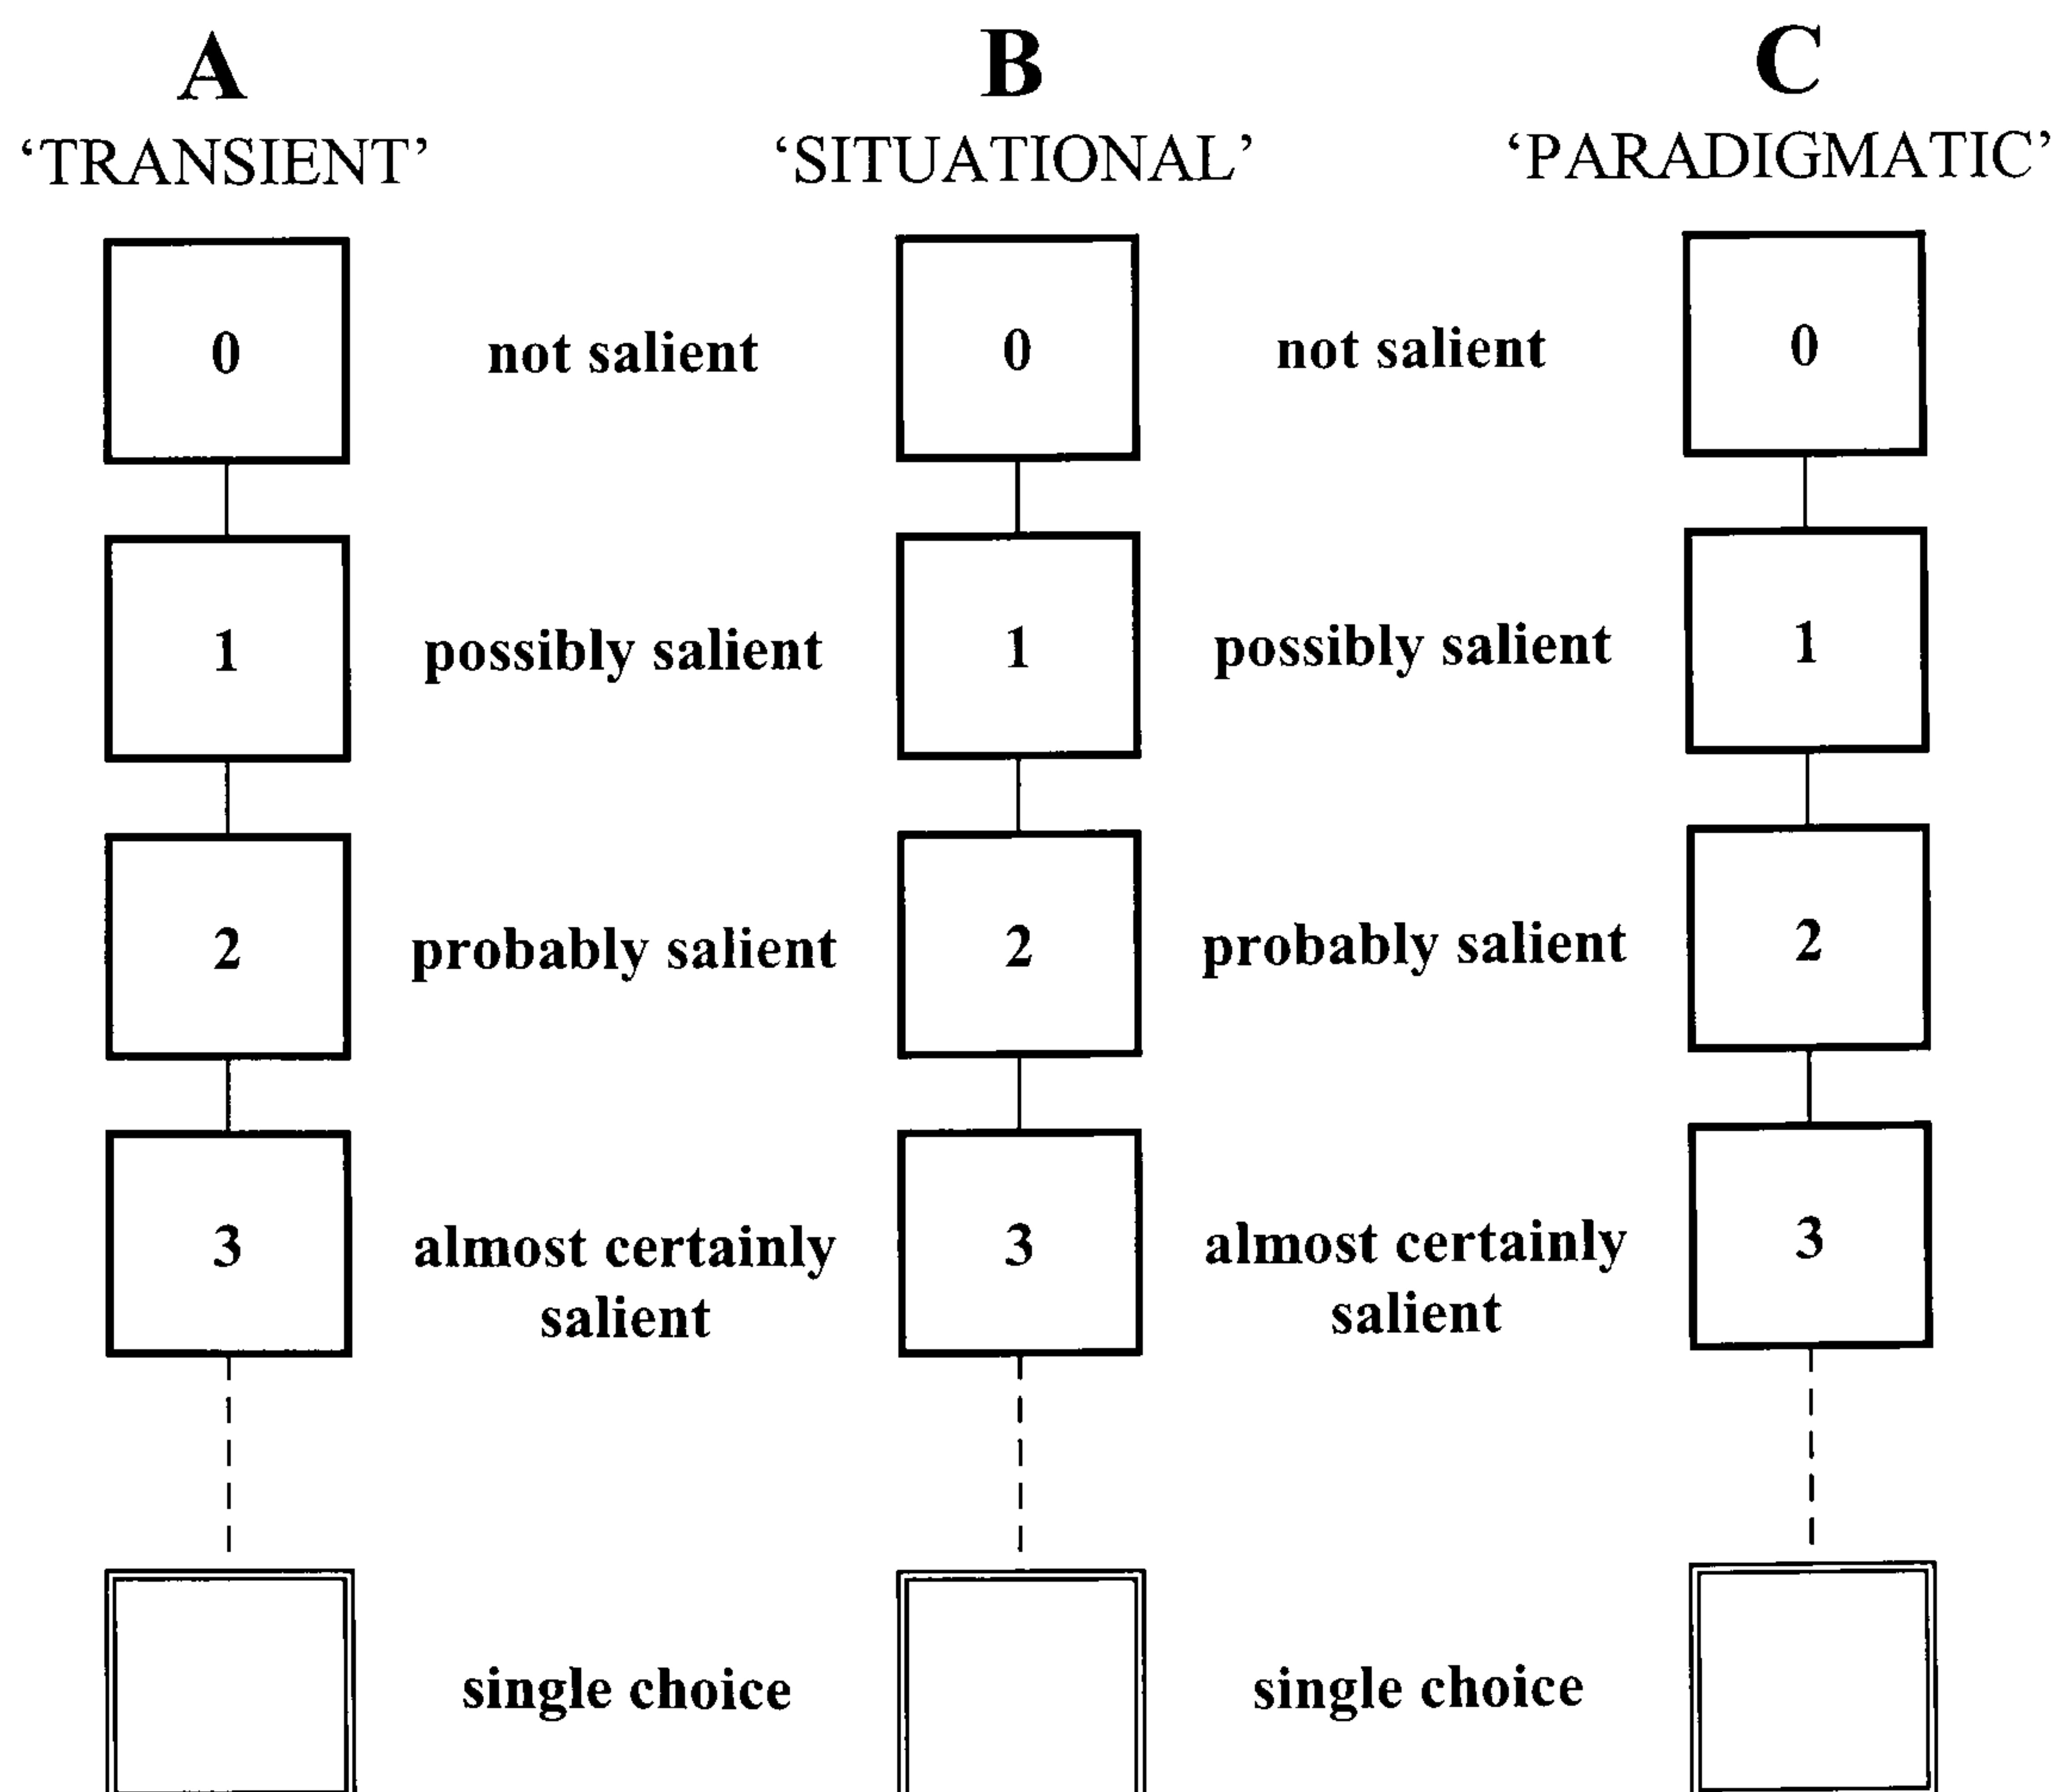 A B C
‘TRANSIENT’ ‘SITUATIONAL’ ‘PARADIGMATIC’
0 not salient 0 not salient 0
1 possibly salient 1 possibly salient 1
2 probably salient 2 probably salient 2
3 almost certainly 3 almost certainly 3
salient salient
single choice single choice